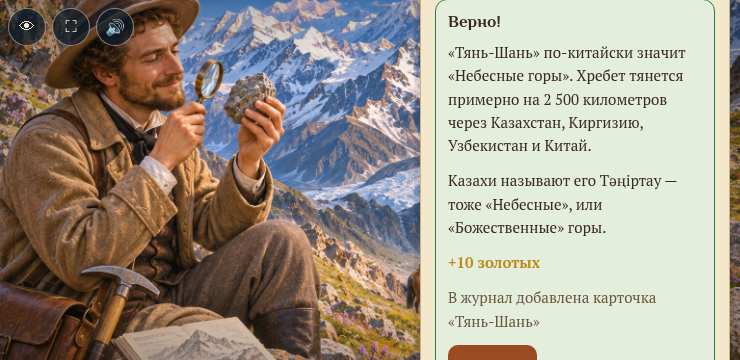 Верно!
«Тянь-Шань» по-китайски значит
«Небесные горы». Хребет тянется
примерно на 2 500 километров
через Казахстан, Киргизию,
Узбекистан и Китай.
Казахи называют его Тәңіртау —
тоже «Небесные», или
«Божественные» горы.
+10 золотых
В журнал добавлена карточка
«Тянь-Шань»